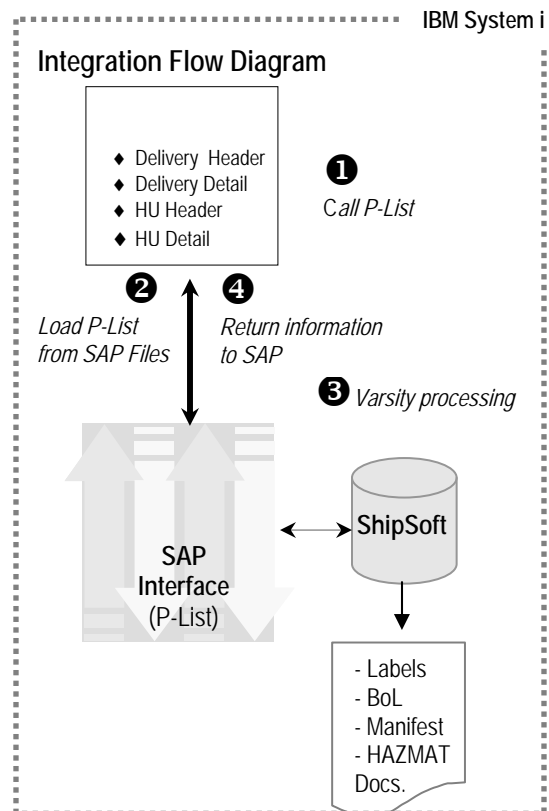 IBM System i
Integration Flow Diagram
♦ Delivery Header
♦ Delivery Detail
♦ HU Header
♦ HU Detail
❶
Call P-List
❷
Load P-List
from SAP Files
❹
Return information
to SAP
❸ Varsity processing
SAP
Interface
(P-List)
ShipSoft
- Labels
- BoL
- Manifest
- HAZMAT
Docs.